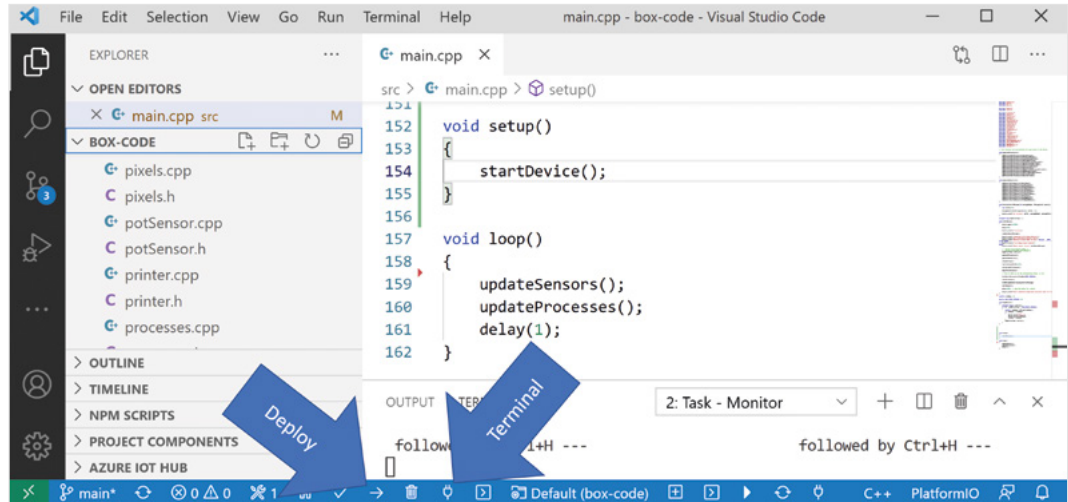 File Edit Selection View Go Run Terminal Help main.cpp - box-code - Visual Studio Code
EXPLORER
OPEN EDITORS
main.cpp src M
BOX-CODE
pixels.cpp
pixels.h
potSensor.cpp
potSensor.h
printer.cpp
printer.h
processes.cpp
OUTLINE
TIMELINE
NPM SCRIPTS
PROJECT COMPONENTS
AZURE IOT HUB
3
main.cpp
src > main.cpp > setup()
151
152 void setup()
153 {
154 startDevice();
155 }
156
157 void loop()
158 {
159 updateSensors();
160 updateProcesses();
161 delay(1);
162 }
OUTPUT 2: Task - Monitor
--- followed by Ctrl+H ---
Deploy
Terminal
main* 0 0 1 Default (box-code) C++ PlatformIO